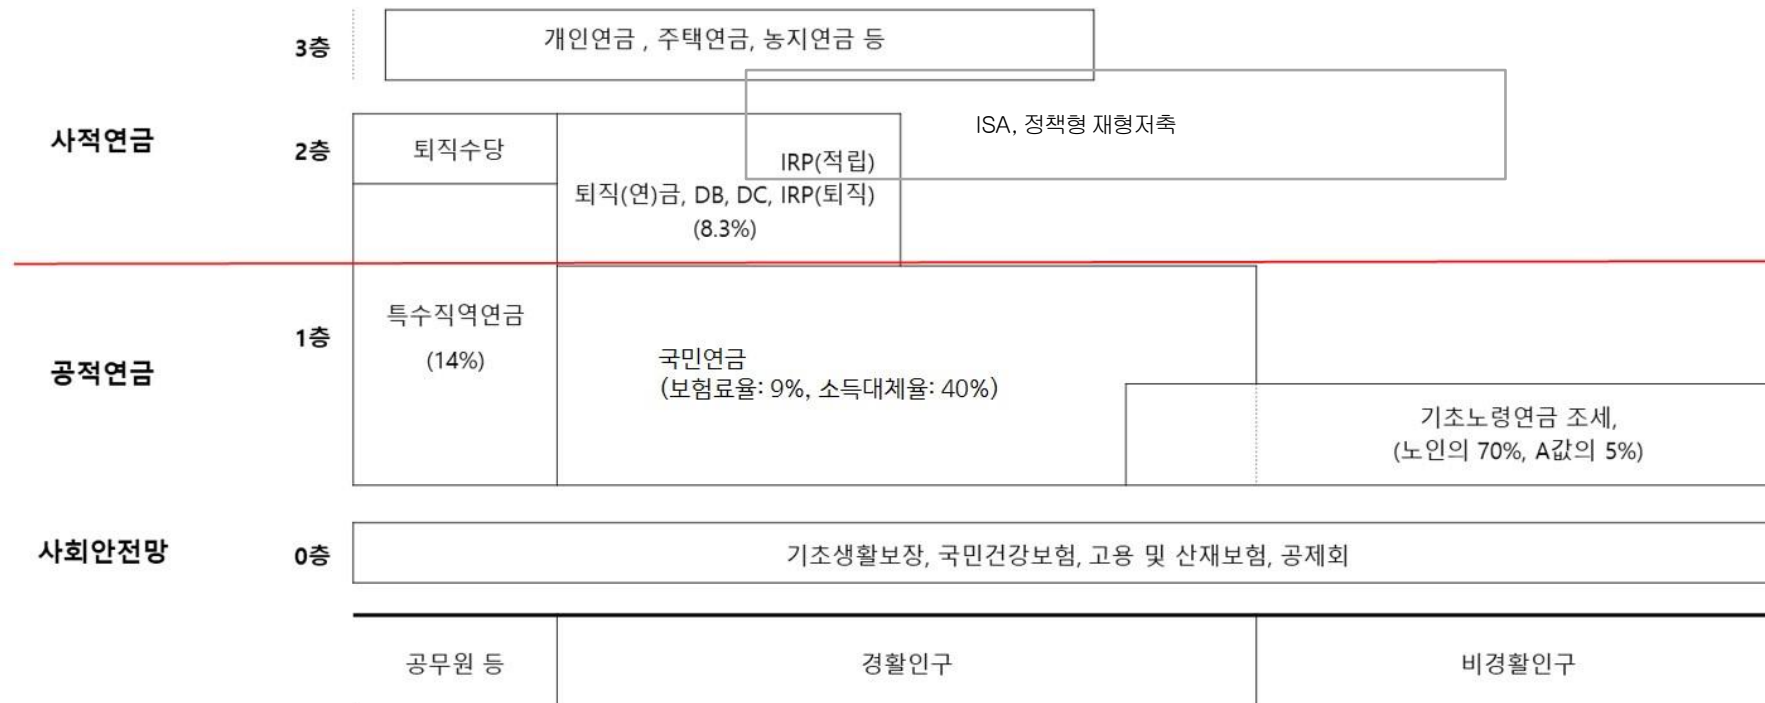 3층
개인연금 , 주택연금, 농지연금 등
사적연금
2층
퇴직수당
IRP(적립)
퇴직(연)금, DB, DC, IRP(퇴직)
(8.3%)
ISA, 정책형 재형저축
공적연금
1층
특수직역연금
(14%)
국민연금
(보험료율: 9%, 소득대체율: 40%)
기초노령연금 조세,
(노인의 70%, A값의 5%)
사회안전망
0층
기초생활보장, 국민건강보험, 고용 및 산재보험, 공제회
공무원 등
경활인구
비경활인구